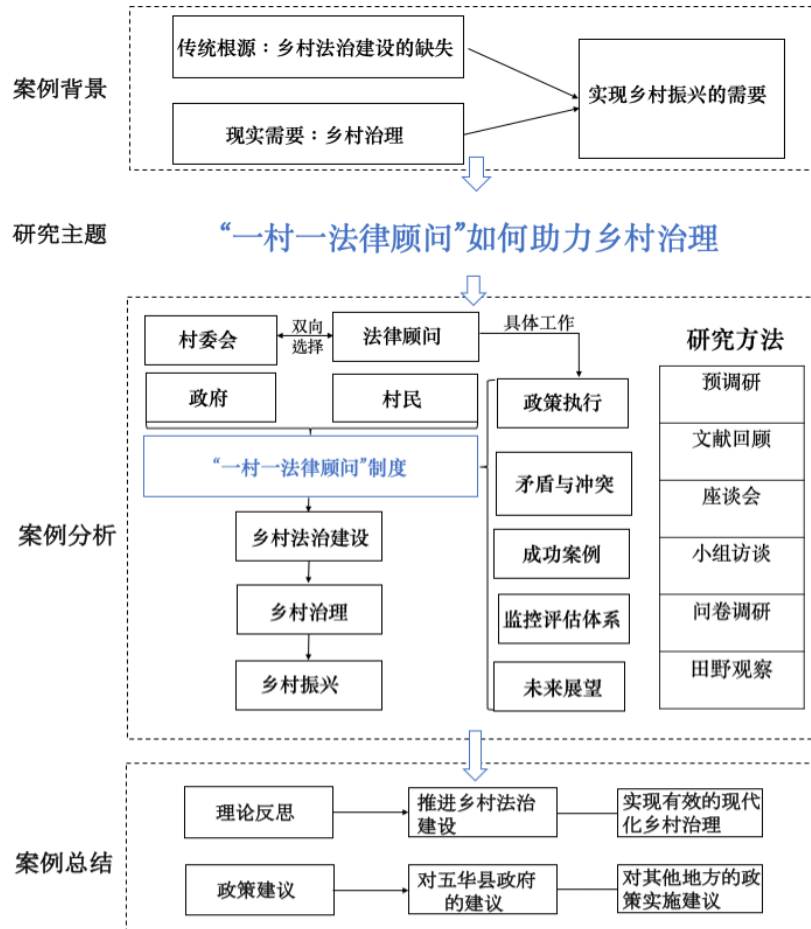 传统根源：乡村法治建设的缺失
案例背景
实现乡村振兴的需要
现实需要：乡村治理
研究主题
“一村一法律顾问”如何助力乡村治理
村委会
双向
选择
法律顾问
具体工作
研究方法
政府
村民
政策执行
预调研
“一村一法律顾问”制度
文献回顾
矛盾与冲突
座谈会
案例分析
乡村法治建设
成功案例
小组访谈
乡村治理
监控评估体系
问卷调研
乡村振兴
未来展望
田野观察
案例总结
理论反思
推进乡村法治
建设
实现有效的现代
化乡村治理
政策建议
对五华县政府
的建议
对其他地方的政
策实施建议